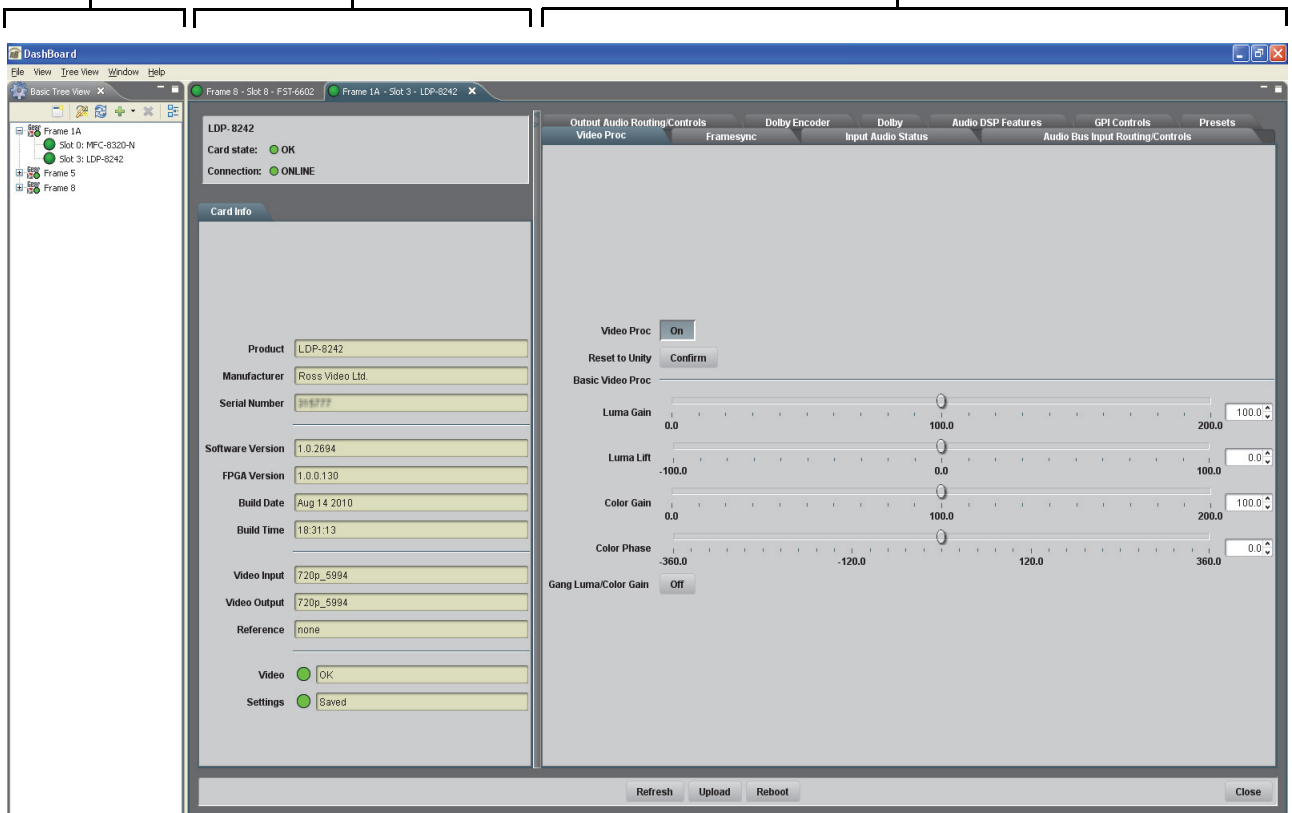 DashBoard
File View Tree View Window Help
Basic Tree View
Frame 8 - Slot 8 - FST-6602
Frame 1A - Slot 3 - LDP-8242
Frame 1A
Slot 0: MFC-8320-N
Slot 3: LDP-8242
Frame 5
Frame 8
LDP-8242
Card state: OK
Connection: ONLINE
Card Info
Product LDP-8242
Manufacturer Ross Video Ltd.
Serial Number
Software Version 1.0.2694
FPGA Version 1.0.0.130
Build Date Aug 14 2010
Build Time 18:31:13
Video Input 720p_5994
Video Output 720p_5994
Reference none
Video OK
Settings Saved
Output Audio Routing/Controls Dolby Encoder Dolby Audio DSP Features GPI Controls Presets
Video Proc Framesync Input Audio Status Audio Bus Input Routing/Controls
Video Proc On
Reset to Unity Confirm
Basic Video Proc
Luma Gain 100.0
0.0 100.0 200.0
Luma Lift 0.0
-100.0 0.0 100.0
Color Gain 100.0
0.0 100.0 200.0
Color Phase 0.0
-360.0 -120.0 120.0 360.0
Gang Luma/Color Gain Off
Refresh Upload Reboot Close